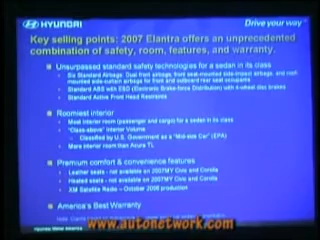 HYUNDAI
Drive your way
Key selling points: 2007 Elantra offers an unprecedented
combination of safety, room, features, and warranty.
Unsurpassed standard safety technologies for a sedan in its class
Six Standard Airbags: Dual front airbags, front seat-mounted side-impact airbags, and roof-
mounted side-curtain airbags for front and outboard rear seat occupants
Standard ABS with EBD (Electronic Brake-force Distribution) with 4-wheel disc brakes
Standard Active Front Head Restraints
Roomiest interior
Most interior room (passenger and cargo) for a sedan in its class
"Class-above" Interior Volume
Classified by U.S. Government as a "Mid-size Car" (EPA)
More interior room than Acura TL
Premium comfort & convenience features
Leather seats - not available on 2007MY Civic and Corolla
Heated seats - not available on 2007MY Civic and Corolla
XM Satellite Radio – October 2006 production
America's Best Warranty
Hyundai Motor America
www.autonetwork.com